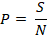 P = S/N